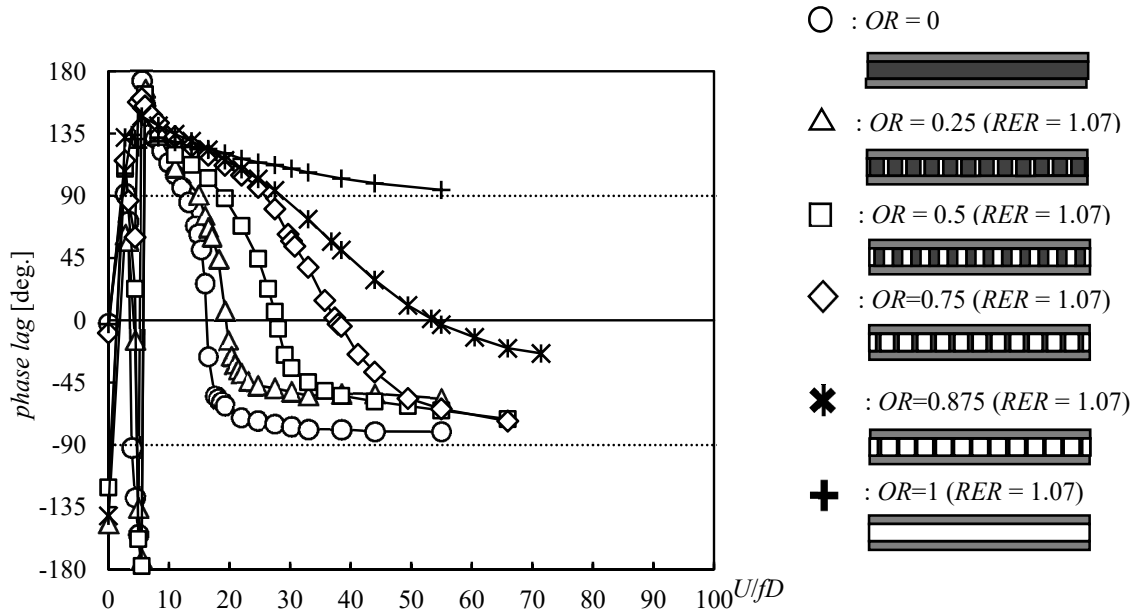 : OR = 0
: OR = 0.25 (RER = 1.07)
: OR = 0.5 (RER = 1.07)
: OR=0.75 (RER = 1.07)
: OR=0.875 (RER = 1.07)
: OR=1 (RER = 1.07)
phase lag [deg.]
180
135
90
45
0
-45
-90
-135
-180
0 10 20 30 40 50 60 70 80 90 100
U/fD